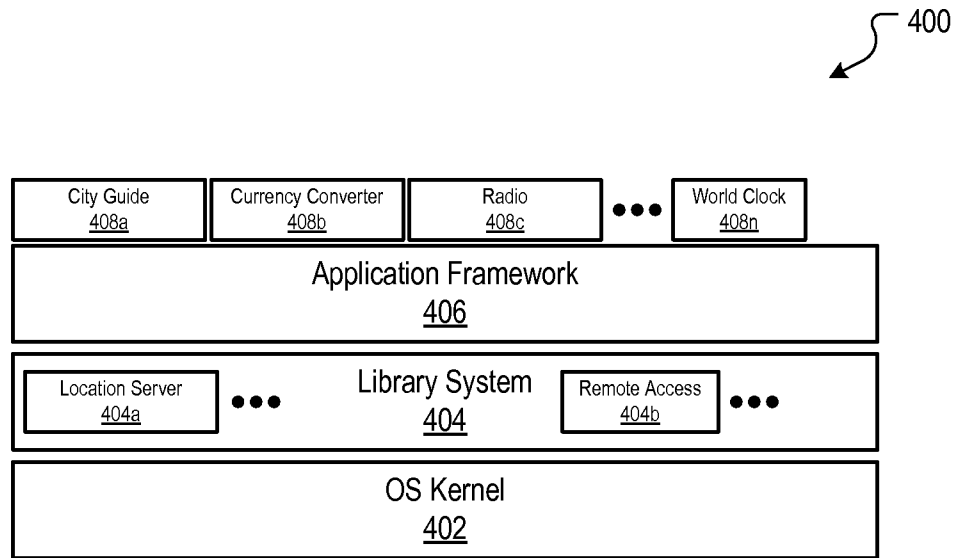 400
City Guide
408a
Currency Converter
408b
Radio
408c
World Clock
408n
Application Framework
406
Location Server
404a
Library System
404
Remote Access
404b
OS Kernel
402